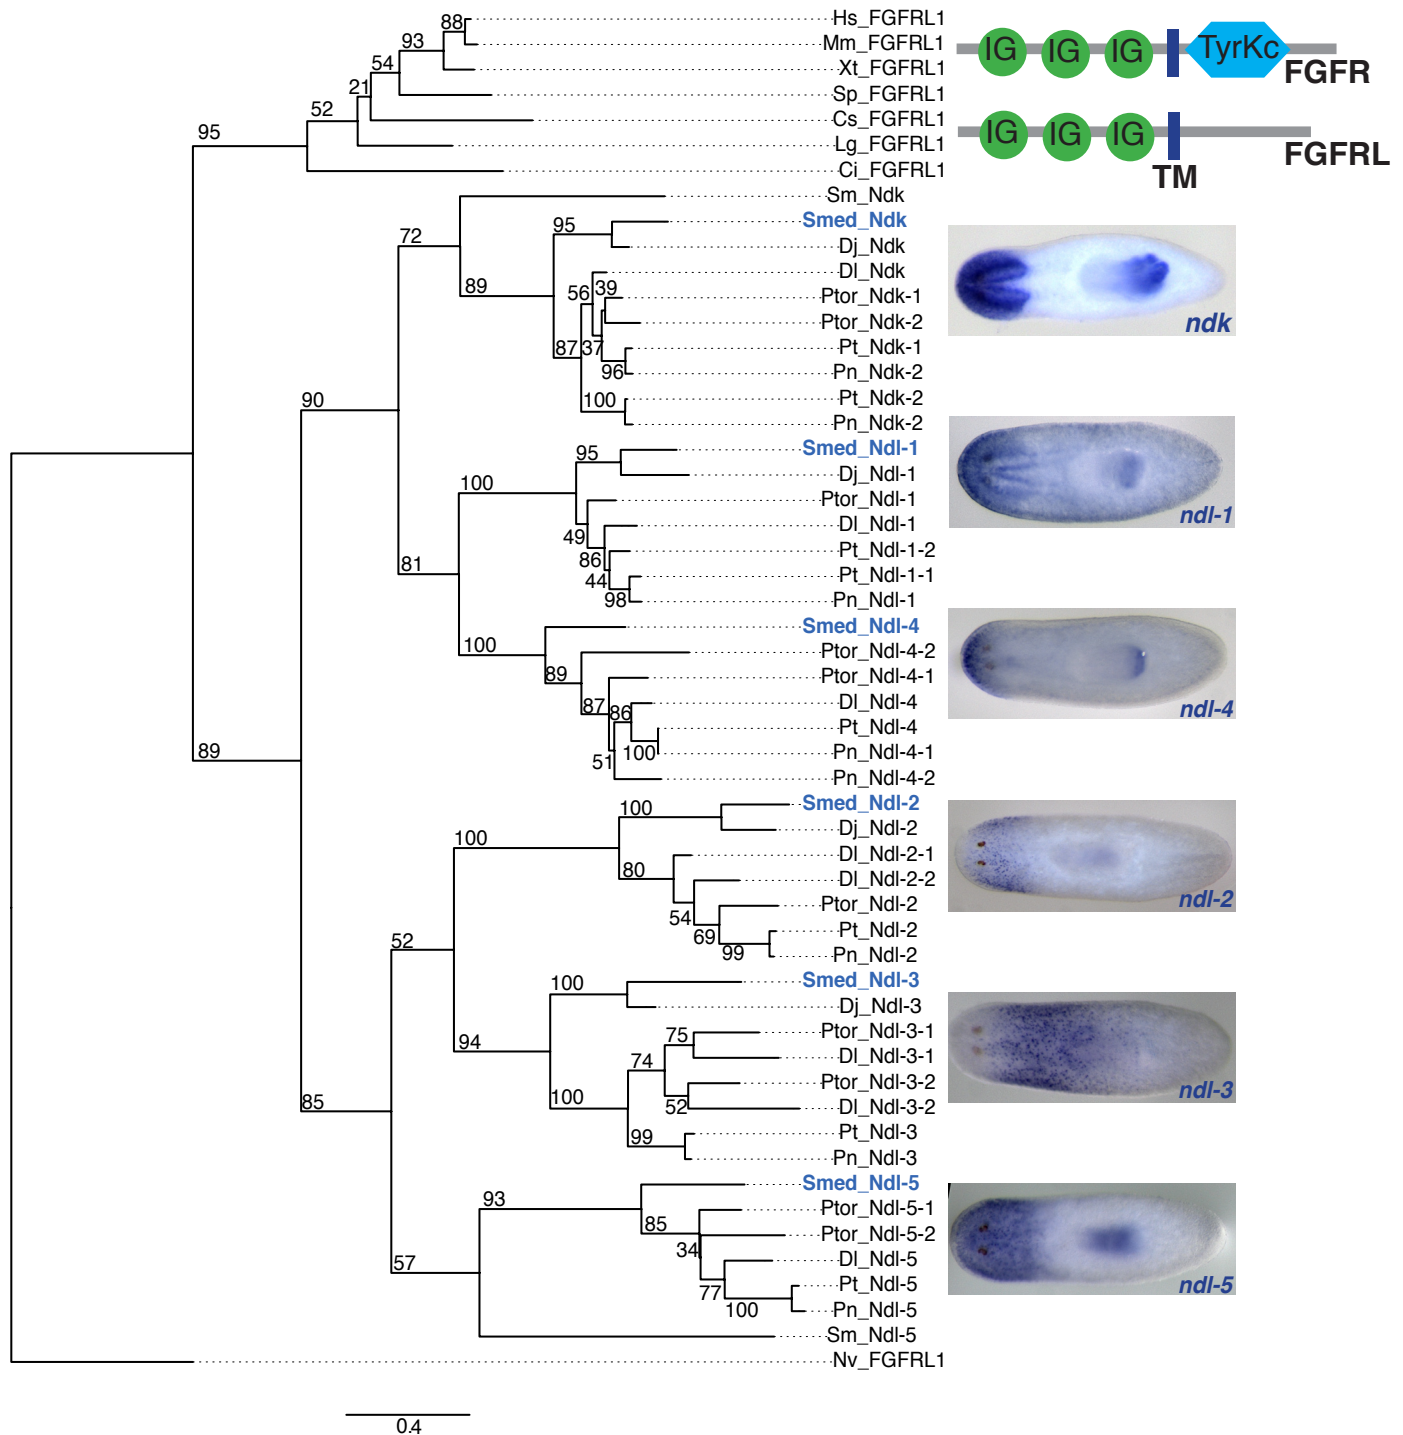 Hs_FGFRL1
Mm_FGFRL1
Xt_FGFRL1
Sp_FGFRL1
Cs_FGFRL1
Lg_FGFRL1
Ci_FGFRL1
Sm_Ndk
Smed_Ndk
Dj_Ndk
Dl_Ndk
Ptor_Ndk-1
Ptor_Ndk-2
Pt_Ndk-1
Pn_Ndk-2
Pt_Ndk-2
Pn_Ndk-2
Smed_Ndl-1
Dj_Ndl-1
Ptor_Ndl-1
Dl_Ndl-1
Pt_Ndl-1-2
Pt_Ndl-1-1
Pn_Ndl-1
Smed_Ndl-4
Ptor_Ndl-4-2
Ptor_Ndl-4-1
Dl_Ndl-4
Pt_Ndl-4
Pn_Ndl-4-1
Pn_Ndl-4-2
Smed_Ndl-2
Dj_Ndl-2
Dl_Ndl-2-1
Dl_Ndl-2-2
Ptor_Ndl-2
Pt_Ndl-2
Pn_Ndl-2
Smed_Ndl-3
Dj_Ndl-3
Ptor_Ndl-3-1
Dl_Ndl-3-1
Ptor_Ndl-3-2
Dl_Ndl-3-2
Pt_Ndl-3
Pn_Ndl-3
Smed_Ndl-5
Ptor_Ndl-5-1
Ptor_Ndl-5-2
Dl_Ndl-5
Pt_Ndl-5
Pn_Ndl-5
Sm_Ndl-5
Nv_FGFRL1
88
93
54
21
52
95
72
95
89
56
39
87
37
96
100
90
95
100
49
86
44
98
81
100
89
87
86
100
51
89
100
100
80
54
69
99
52
100
94
75
74
52
100
99
85
93
85
34
77
100
57
0.4
IG IG IG TyrKc
FGFR
IG IG IG
FGFRL
TM
ndk
ndl-1
ndl-4
ndl-2
ndl-3
ndl-5